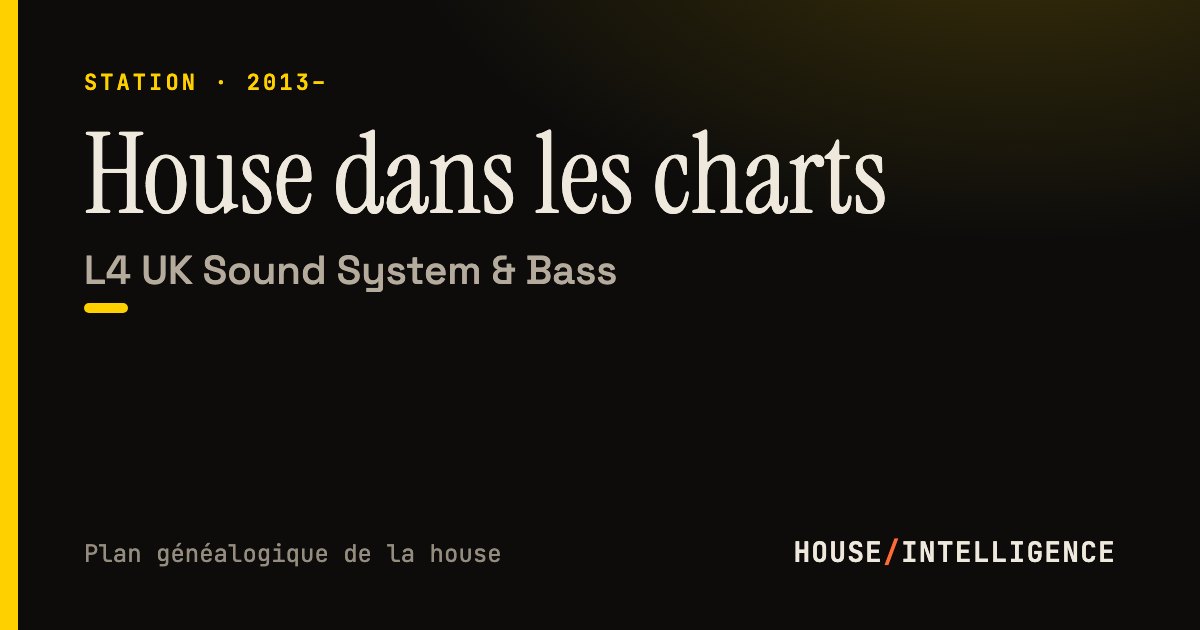 STATION · 2013–
House dans les charts
L4 UK Sound System & Bass
Plan généalogique de la house
HOUSE/INTELLIGENCE